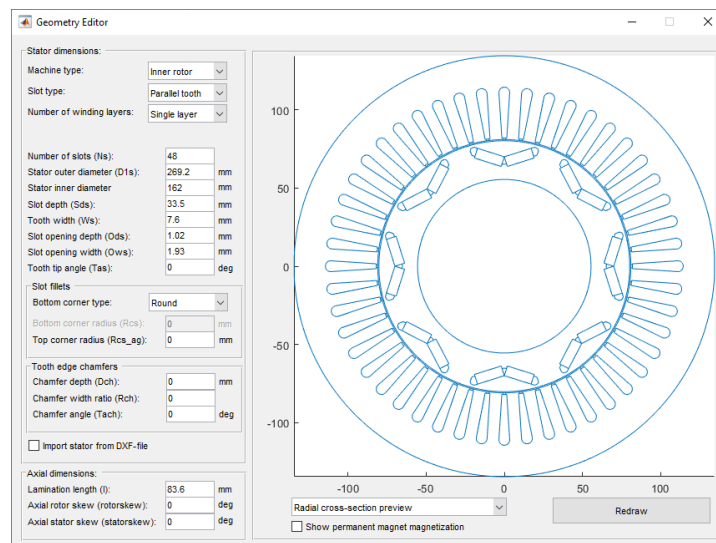 Geometry Editor
Stator dimensions:
Machine type: Inner rotor
Slot type: Parallel tooth
Number of winding layers: Single layer
Number of slots (Ns): 48
Stator outer diameter (D1s): 269.2 mm
Stator inner diameter 162 mm
Slot depth (Sds): 33.5 mm
Tooth width (Ws): 7.6 mm
Slot opening depth (Ods): 1.02 mm
Slot opening width (Ows): 1.93 mm
Tooth tip angle (Tas): 0 deg
Slot fillets
Bottom corner type: Round
Bottom corner radius (Rcs): 0 mm
Top corner radius (Rcs_ag): 0 mm
Tooth edge chamfers
Chamfer depth (Dch): 0 mm
Chamfer width ratio (Rch): 0
Chamfer angle (Tach): 0 deg
Import stator from DXF-file
Axial dimensions:
Lamination length (l): 83.6 mm
Axial rotor skew (rotorskew): 0 deg
Axial stator skew (statorskew): 0 deg
100
50
0
-50
-100
-100 -50 0 50 100
Radial cross-section preview
Redraw
Show permanent magnet magnetization